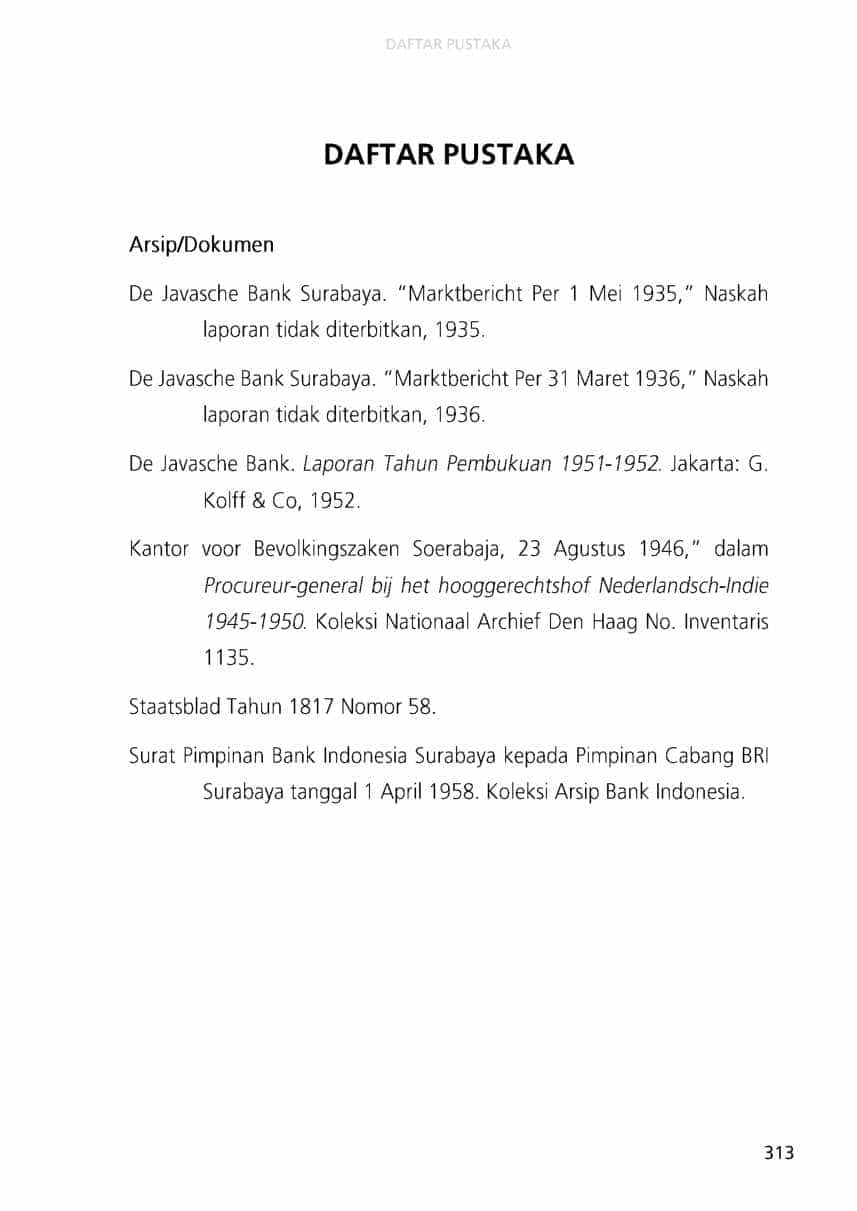 DAFTAR PUSTAKA
DAFTAR PUSTAKA
Arsip/Dokumen
De Javasche Bank Surabaya. “Marktbericht Per 1 Mei 1935,” Naskah
laporan tidak diterbitkan, 1935.
De Javasche Bank Surabaya. “Marktbericht Per 31 Maret 1936,” Naskah
laporan tidak diterbitkan, 1936.
De Javasche Bank. Laporan Tahun Pembukuan 1951-1952. Jakarta: G.
Kolff & Co, 1952.
Kantor voor Bevolkingszaken Soerabaja, 23 Agustus 1946,” dalam
Procureur-general bij het hooggerechtshof Nederlandsch-Indie
1945-1950. Koleksi Nationaal Archief Den Haag No. Inventaris
1135.
Staatsblad Tahun 1817 Nomor 58.
Surat Pimpinan Bank Indonesia Surabaya kepada Pimpinan Cabang BRI
Surabaya tanggal 1 April 1958. Koleksi Arsip Bank Indonesia.
313